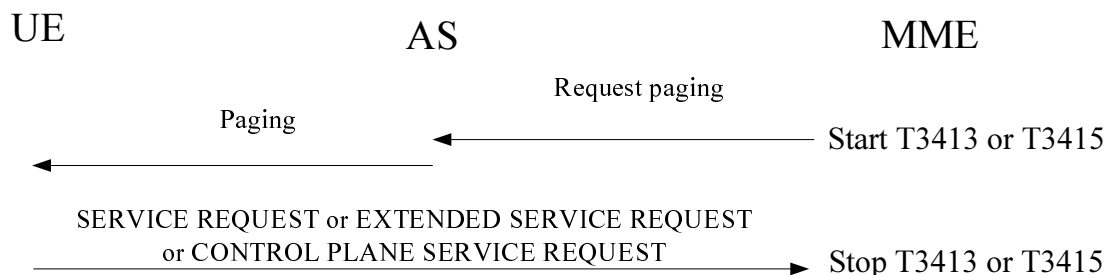 UE
AS
MME
Request paging
Paging
Start T3413 or T3415
SERVICE REQUEST or EXTENDED SERVICE REQUEST
or CONTROL PLANE SERVICE REQUEST
Stop T3413 or T3415